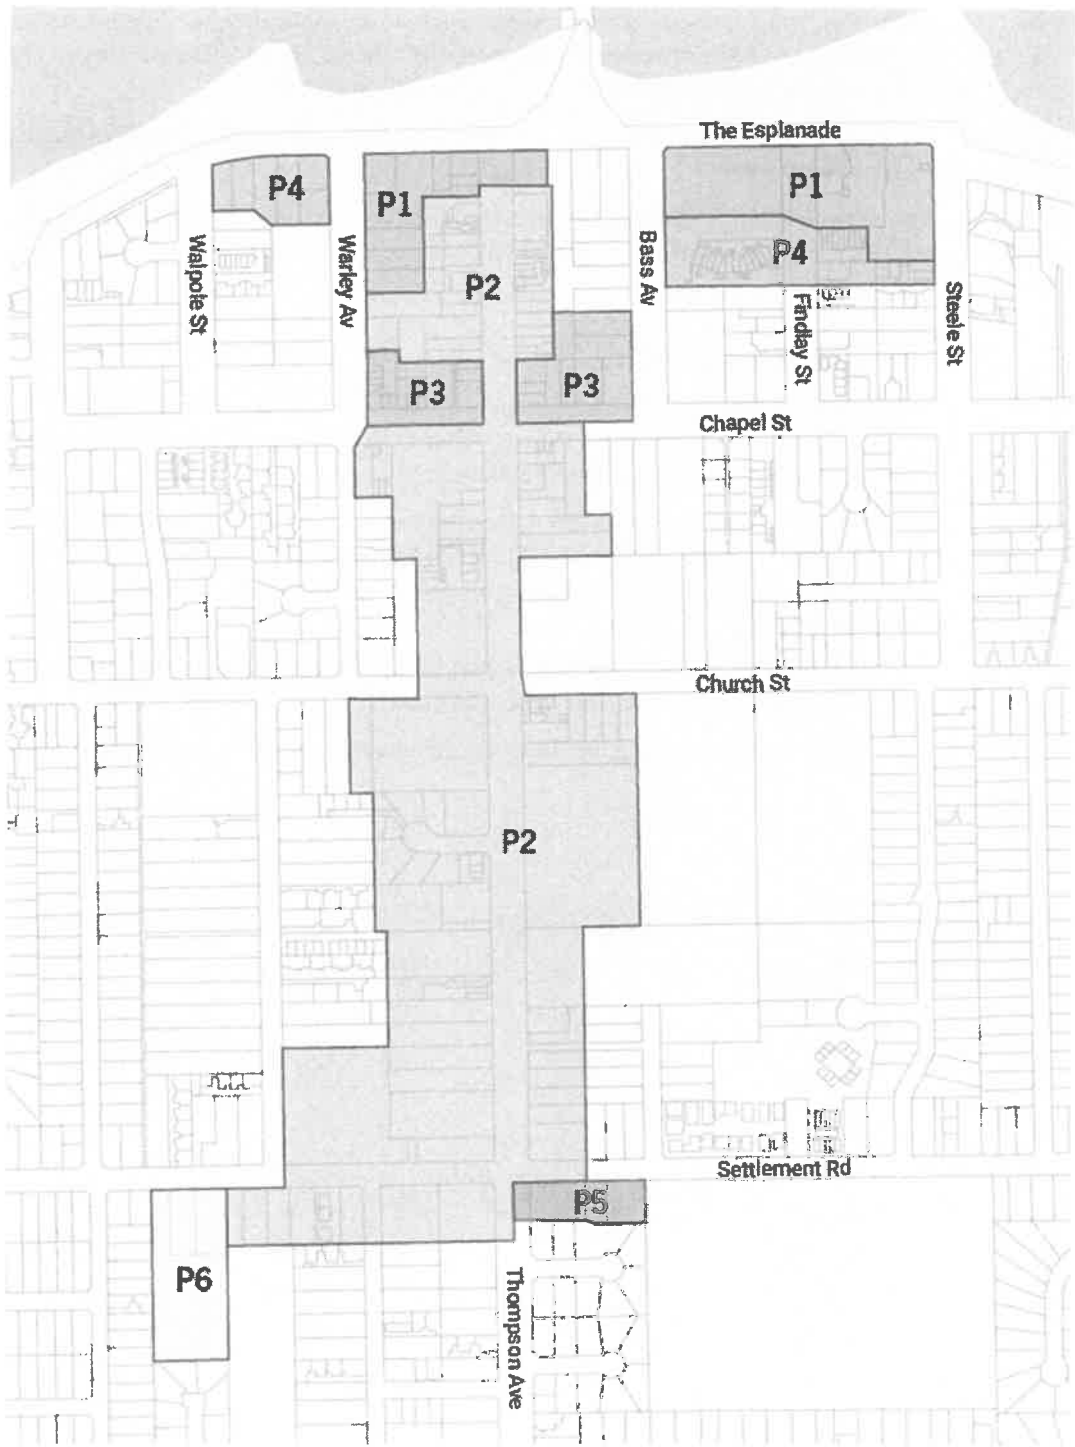 The Esplanade
P4
P1
P1
Walpole St
Warley Av
P2
Bass Av
P4
Findlay St
Steele St
P3
P3
Chapel St
Church St
P2
Settlement Rd
P5
P6
Thompson Ave